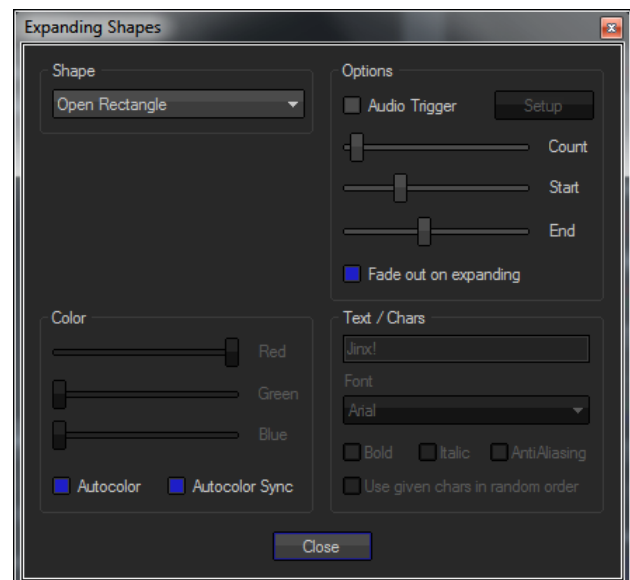 Expanding Shapes
Shape
Open Rectangle
Options
Audio Trigger
Setup
Count
Start
End
Fade out on expanding
Color
Red
Green
Blue
Autocolor
Autocolor Sync
Text / Chars
Jinx!
Font
Arial
Bold
Italic
AntiAliasing
Use given chars in random order
Close